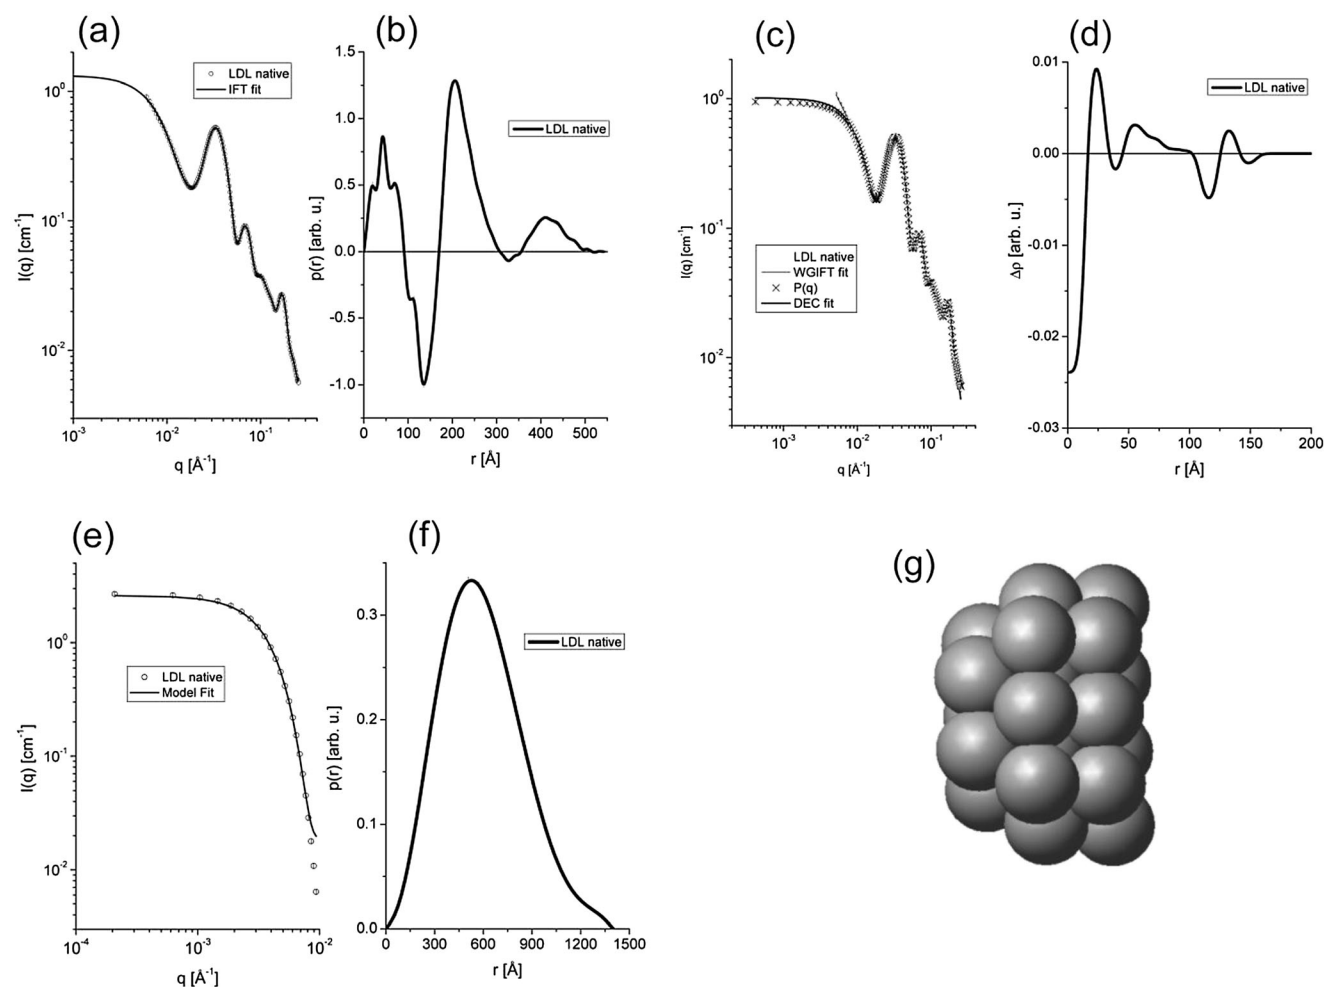 (a)
LDL native
IFT fit
I(q) [cm⁻¹]
10⁰
10⁻¹
10⁻²
10⁻³
10⁻²
10⁻¹
q [Å⁻¹]
(b)
LDL native
p(r) [arb. u.]
1.5
1.0
0.5
0.0
-0.5
-1.0
0
100
200
300
400
500
r [Å]
(c)
LDL native
WGIFT fit
P(q)
DEC fit
I(q) [cm⁻¹]
10⁰
10⁻¹
10⁻²
10⁻³
10⁻²
10⁻¹
q [Å⁻¹]
(d)
LDL native
Δρ [arb. u.]
0.01
0.00
-0.01
-0.02
-0.03
0
50
100
150
200
r [Å]
(e)
LDL native
Model Fit
I(q) [cm⁻¹]
10⁰
10⁻¹
10⁻²
10⁻⁴
10⁻³
10⁻²
q [Å⁻¹]
(f)
LDL native
p(r) [arb. u.]
0.3
0.2
0.1
0.0
0
300
600
900
1200
1500
r [Å]
(g)